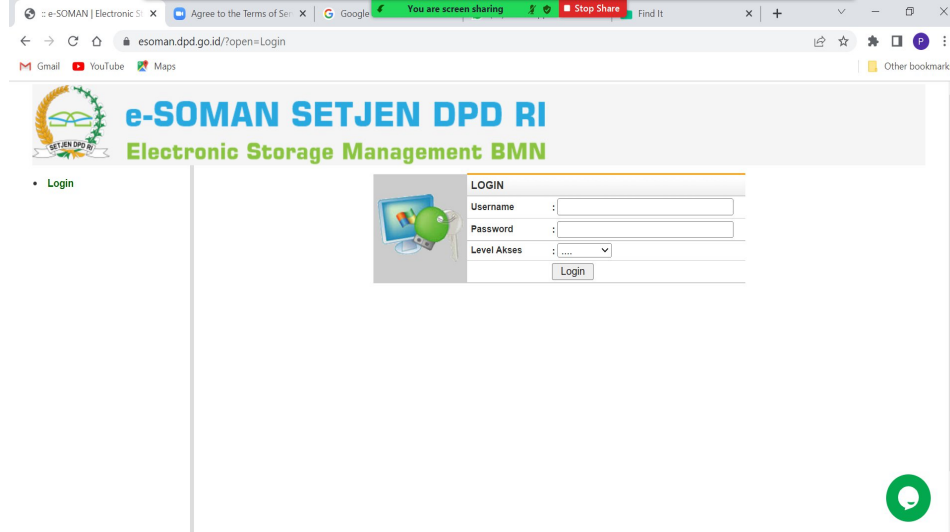 :: e-SOMAN | Electronic St
Agree to the Terms of Ser
Google
You are screen sharing
Stop Share
Find It
esoman.dpd.go.id/?open=Login
P
Gmail
YouTube
Maps
Other bookmark
SETJEN DPD RI
e-SOMAN SETJEN DPD RI
Electronic Storage Management BMN
Login
LOGIN
Username :
Password :
Level Akses : ....
Login